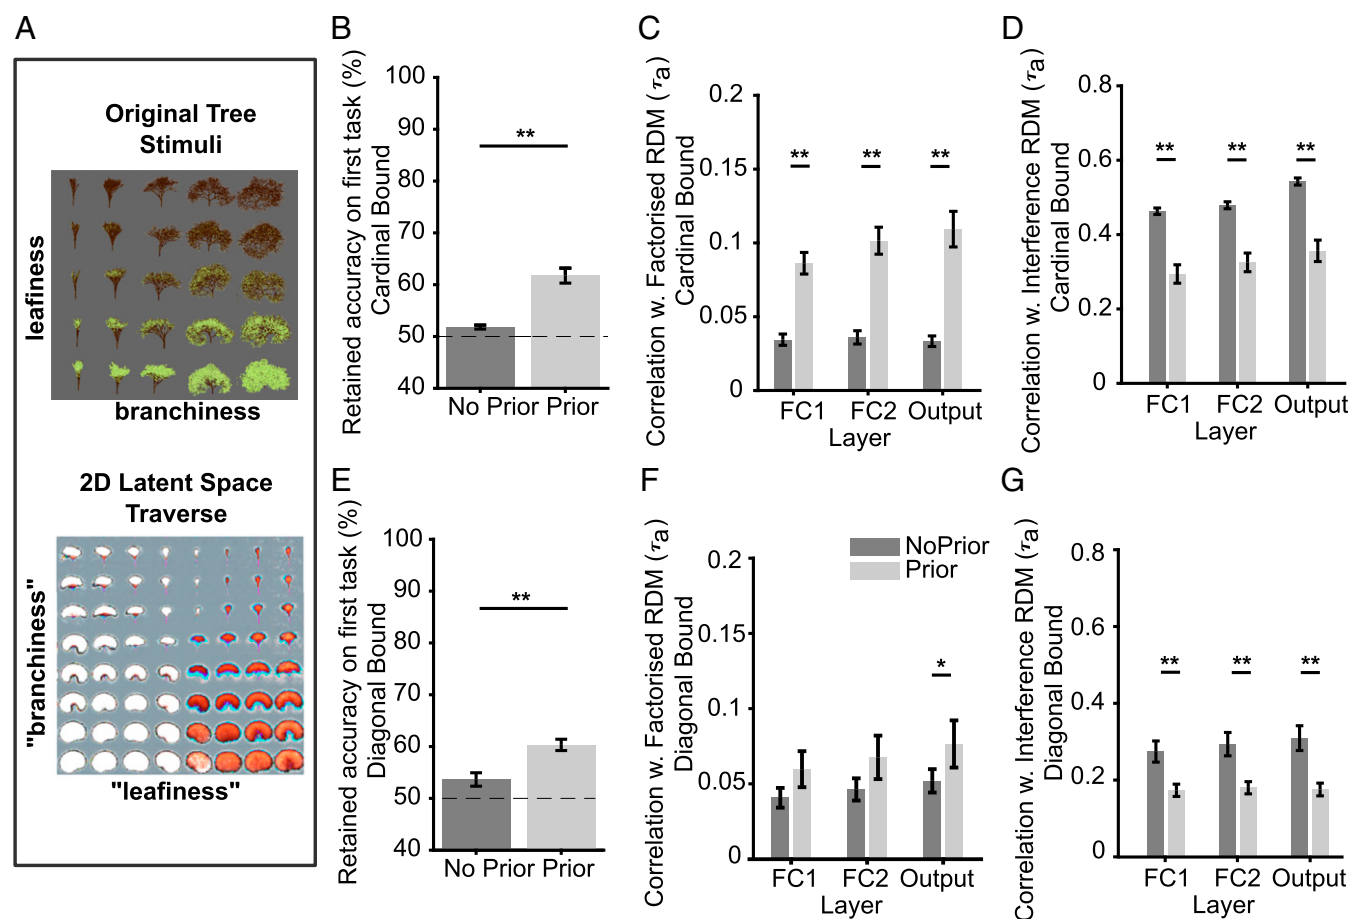 A
Original Tree
Stimuli
leafiness
branchiness
2D Latent Space
Traverse
"branchiness"
"leafiness"
B
Retained accuracy on first task (%)
Cardinal Bound
100
90
80
70
60
50
40
**
No Prior Prior
C
Correlation w. Factorised RDM (τa)
Cardinal Bound
0.2
0.15
0.1
0.05
0
** ** **
FC1 FC2 Output
Layer
D
Correlation w. Interference RDM (τa)
Cardinal Bound
0.8
0.6
0.4
0.2
0
** ** **
FC1 FC2 Output
Layer
E
Retained accuracy on first task (%)
Diagonal Bound
100
90
80
70
60
50
40
**
No Prior Prior
F
Correlation w. Factorised RDM (τa)
Diagonal Bound
0.2
0.15
0.1
0.05
0
NoPrior
Prior
*
FC1 FC2 Output
Layer
G
Correlation w. Interference RDM (τa)
Diagonal Bound
0.8
0.6
0.4
0.2
0
** ** **
FC1 FC2 Output
Layer